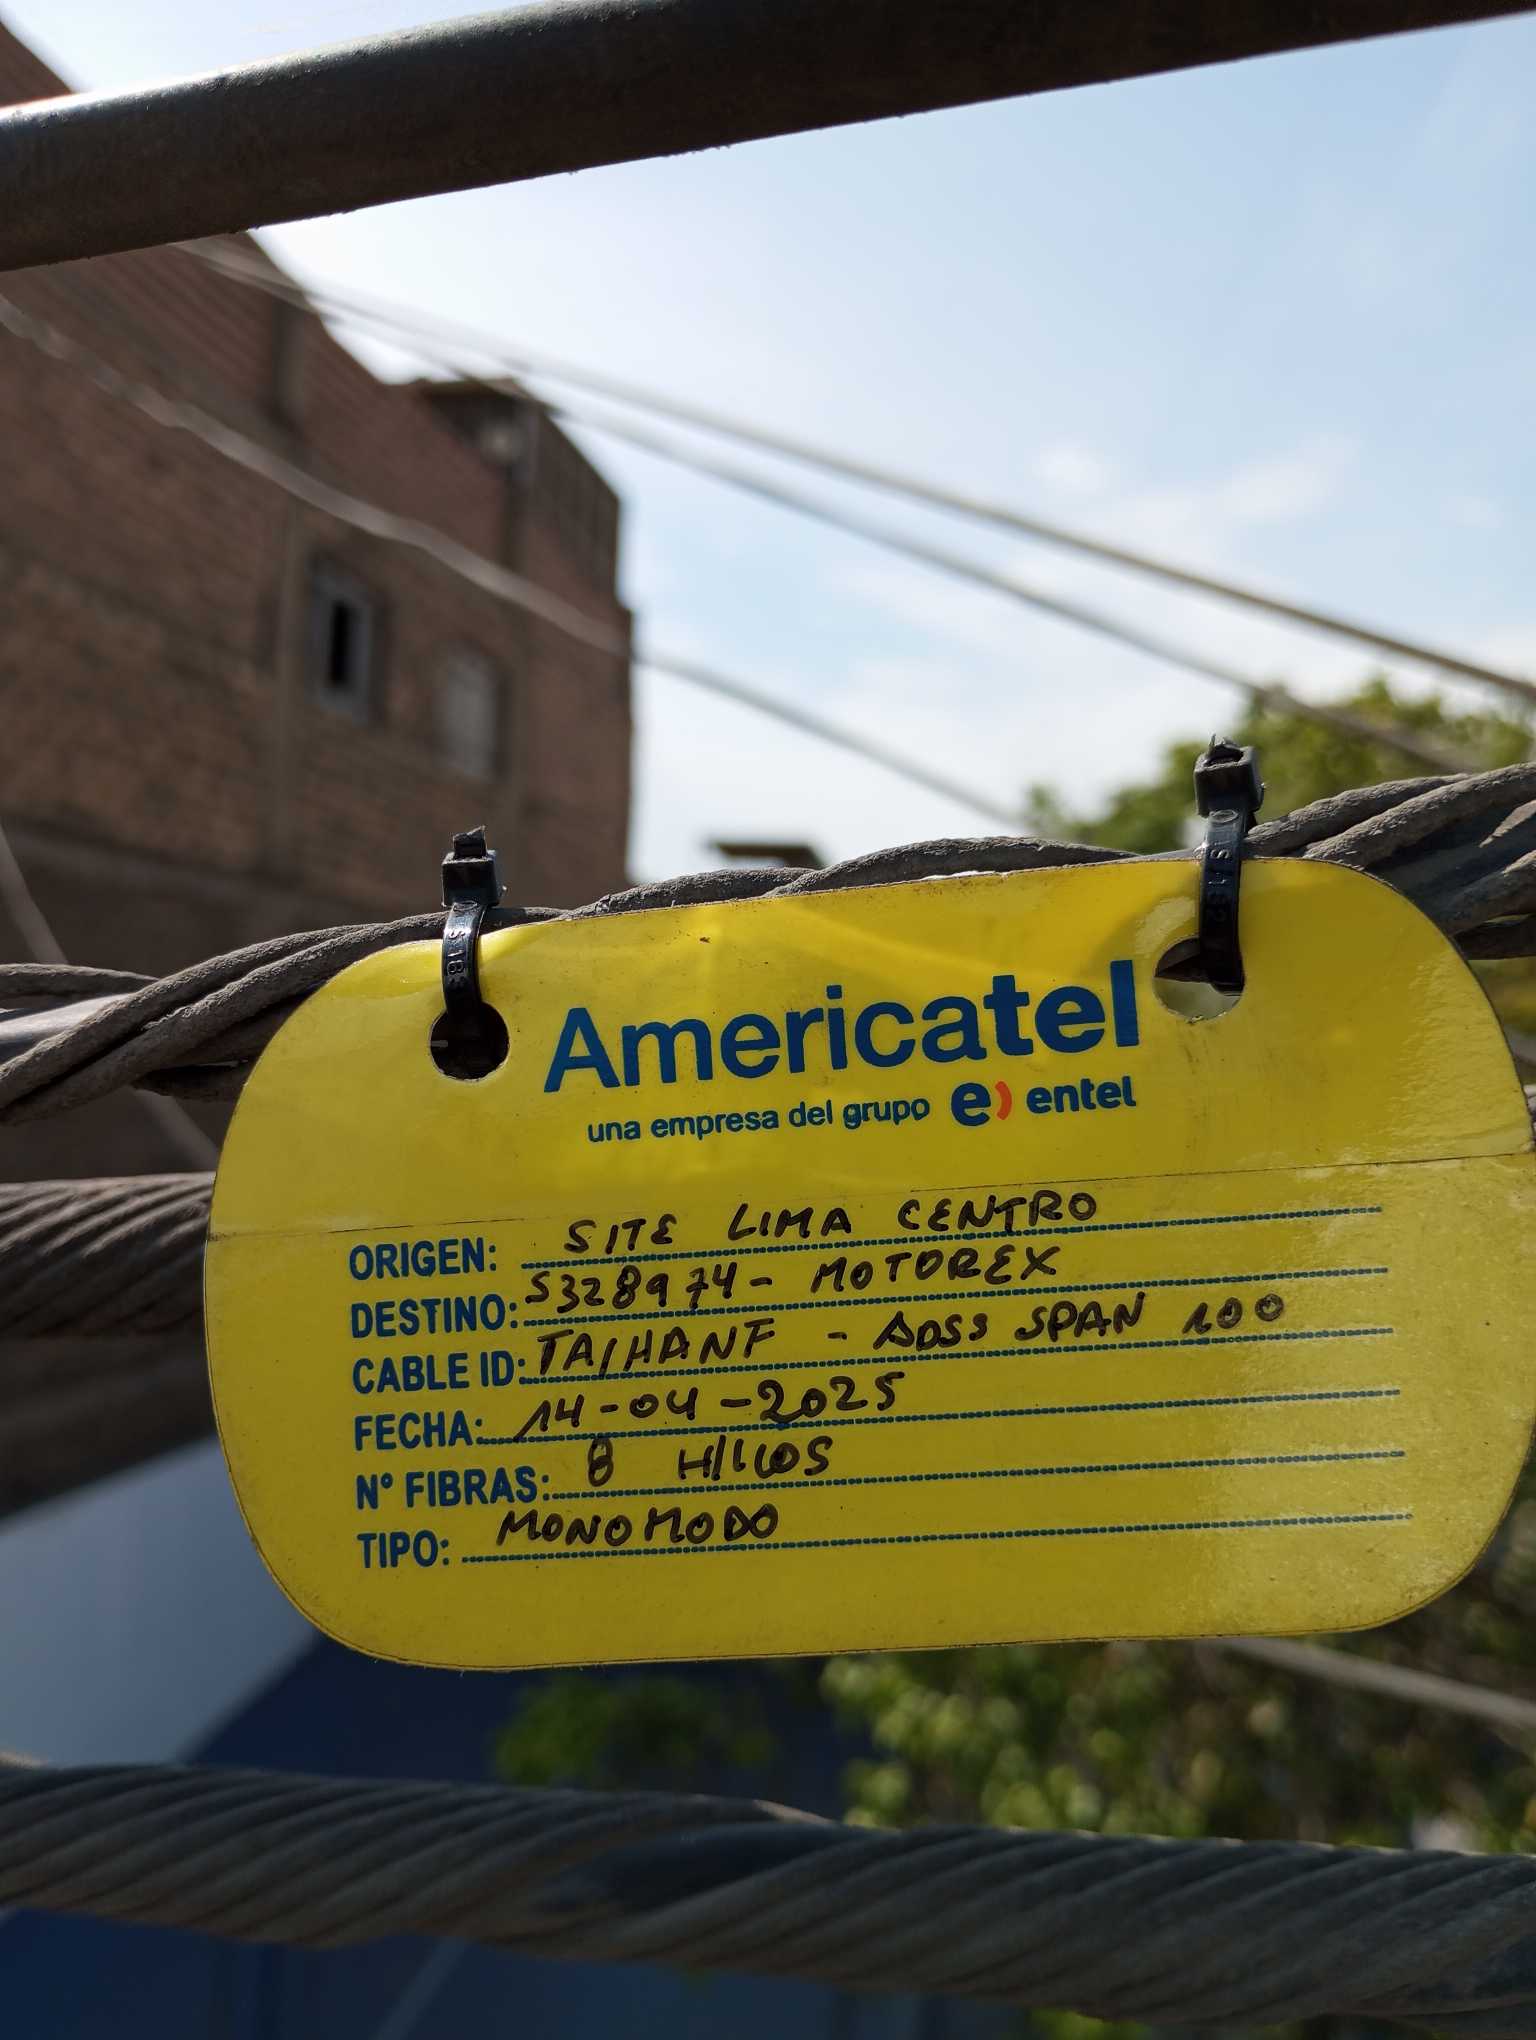 Americatel
una empresa del grupo e) entel
ORIGEN: SITE LIMA CENTRO
DESTINO: S328974- MOTOREX
CABLE ID: TAIHANF - ADSS SPAN 100
FECHA: 14-04-2025
N° FIBRAS: 8 HILOS
TIPO: MONOMODO